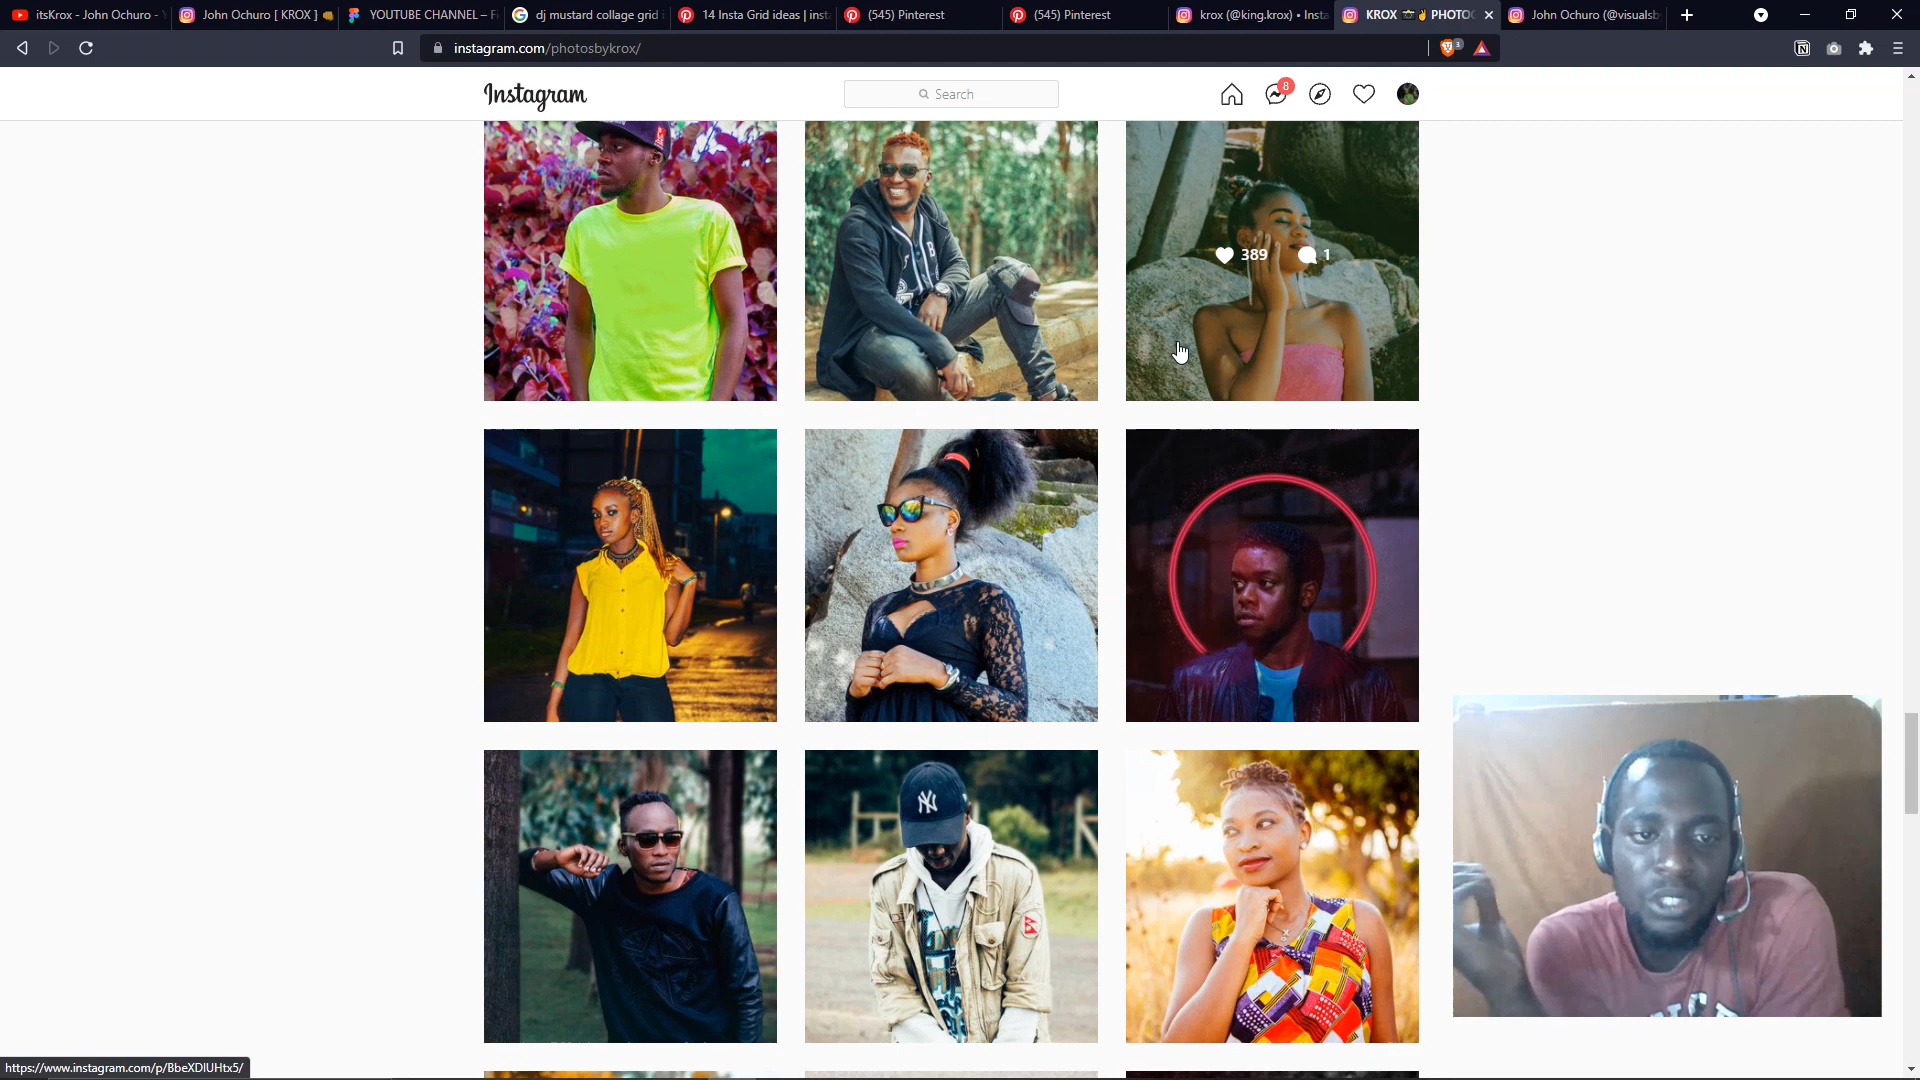 itsKrox - John Ochuro -
John Ochuro [ KROX ]
YOUTUBE CHANNEL – F
dj mustard collage grid
14 Insta Grid ideas | inst
(545) Pinterest
(545) Pinterest
krox (@king.krox) • Insta
KROX PHOTO
John Ochuro (@visualsb
instagram.com/photosbykrox/
3
Instagram
Search
8
389
1
B
NY
https://www.instagram.com/p/BbeXDlUHtx5/